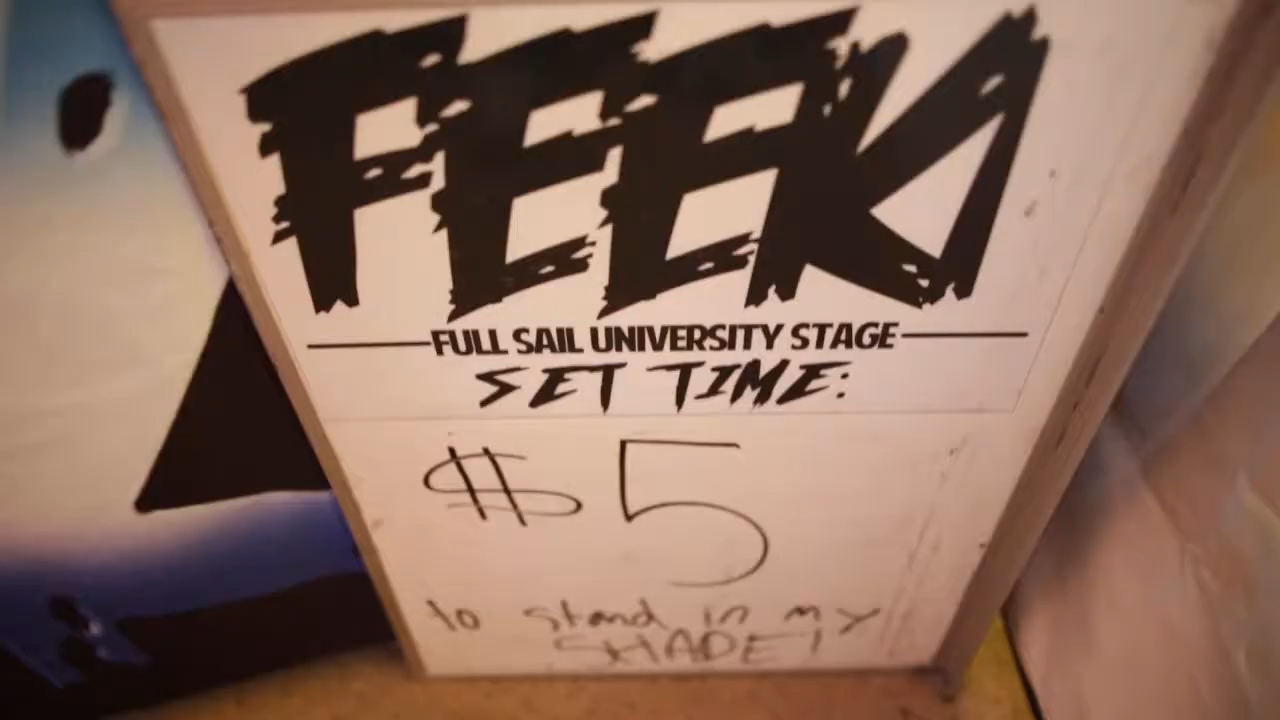 FEEKI
FULL SAIL UNIVERSITY STAGE
SET TIME:
$5
to stand in my
SHADE!